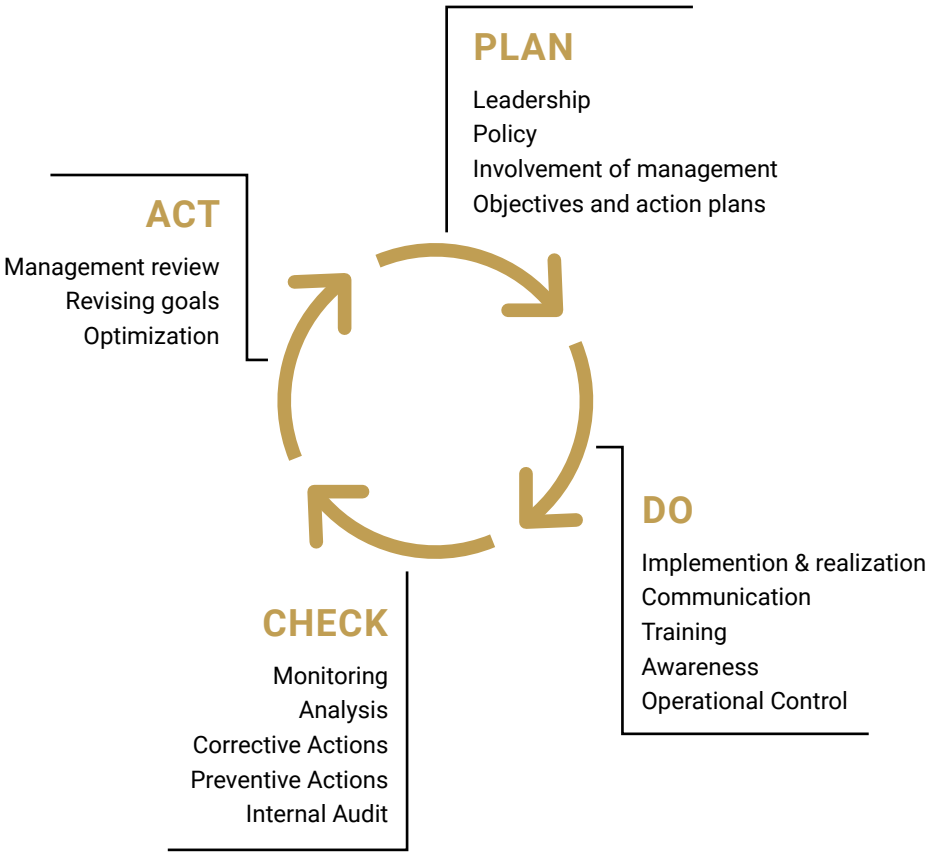 PLAN
Leadership
Policy
Involvement of management
Objectives and action plans
DO
Implemention & realization
Communication
Training
Awareness
Operational Control
CHECK
Monitoring
Analysis
Corrective Actions
Preventive Actions
Internal Audit
ACT
Management review
Revising goals
Optimization